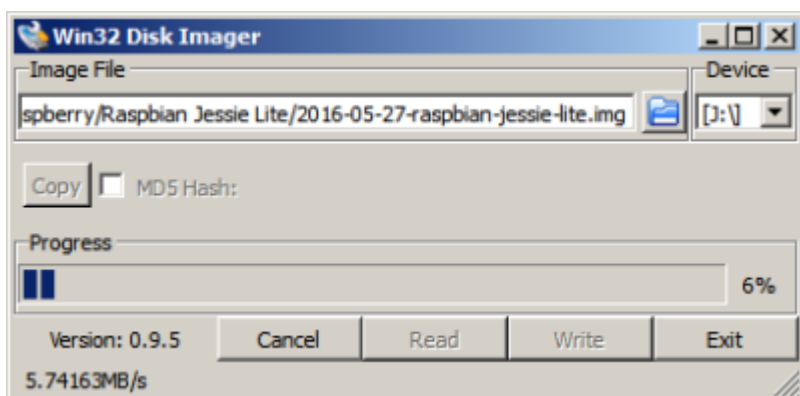 Win32 Disk Imager
Image File
Device
spberry/Raspbian Jessie Lite/2016-05-27-raspbian-jessie-lite.img
[J:\]
Copy
MD5 Hash:
Progress
6%
Version: 0.9.5
Cancel
Read
Write
Exit
5.74163MB/s